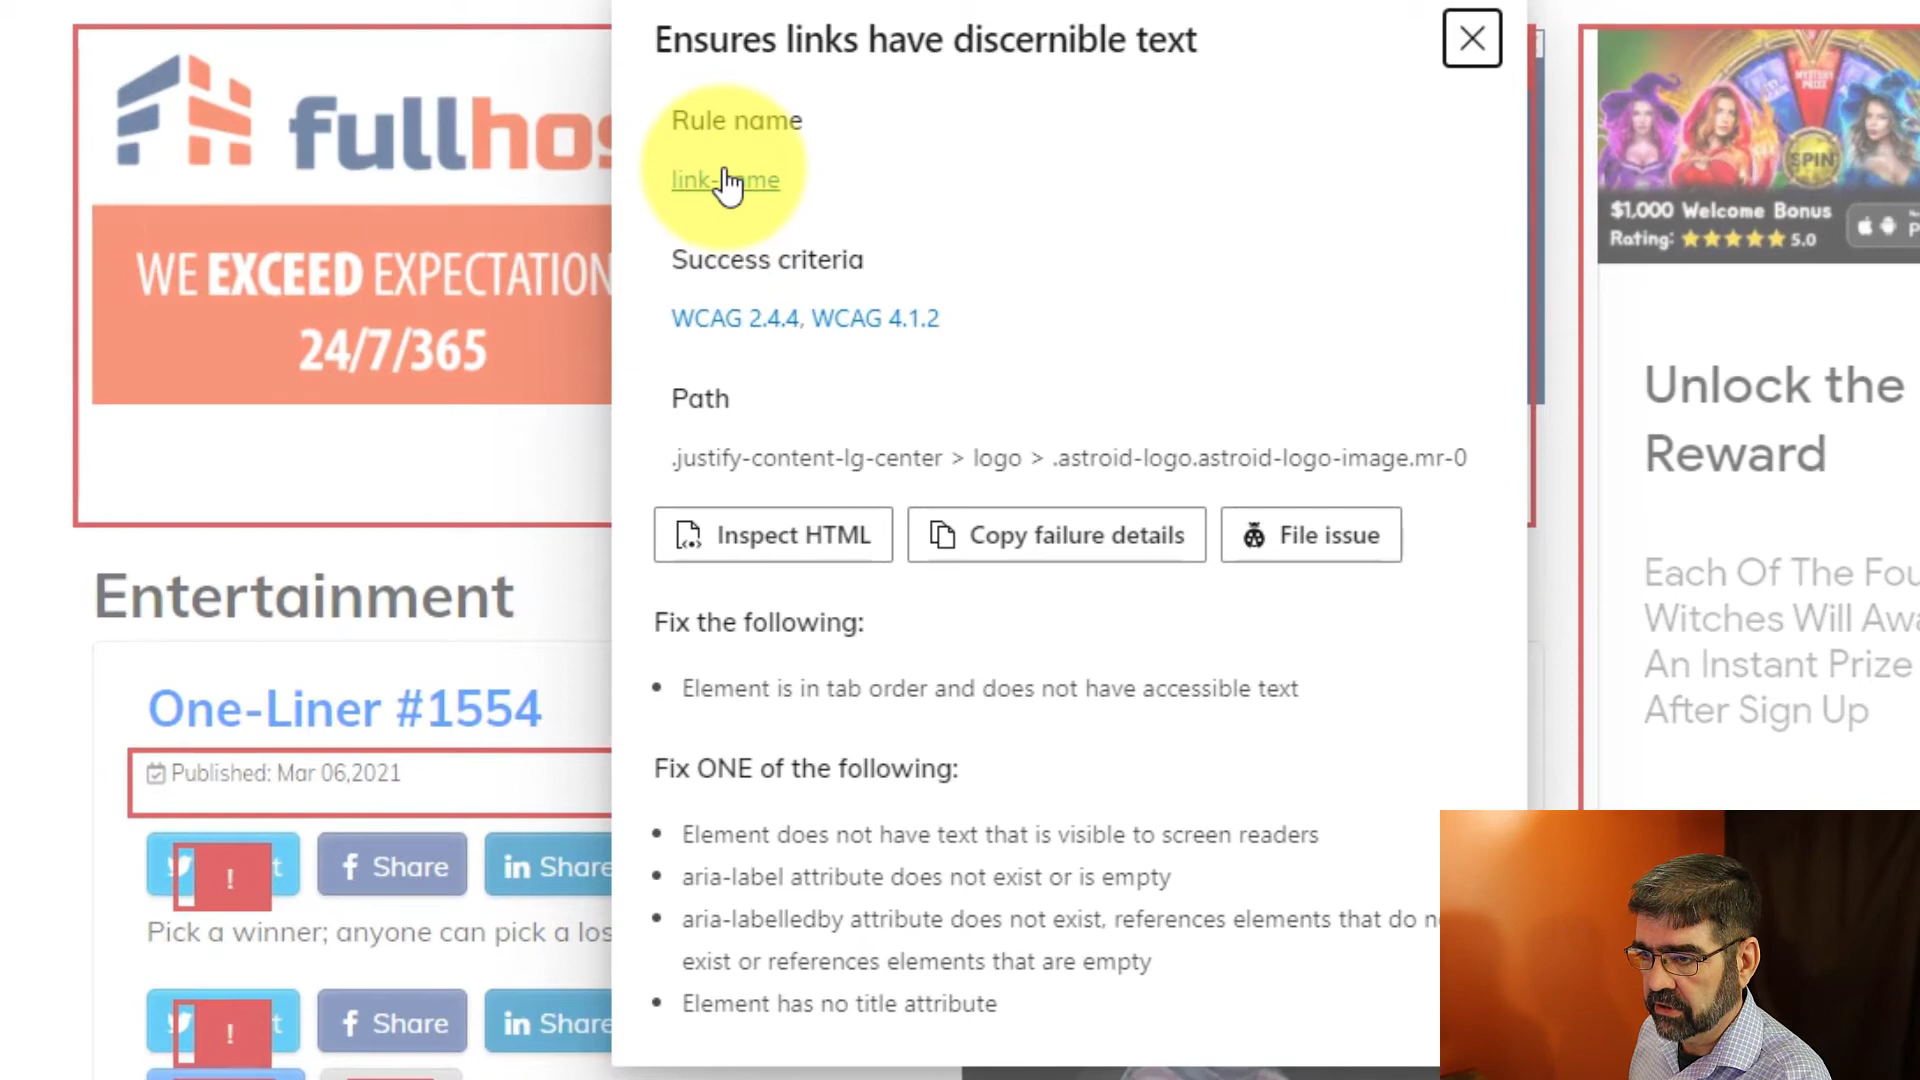 Ensures links have discernible text
Rule name
link-name
Success criteria
WCAG 2.4.4, WCAG 4.1.2
Path
.justify-content-lg-center > logo > .astroid-logo.astroid-logo-image.mr-0
Inspect HTML
Copy failure details
File issue
Fix the following:
• Element is in tab order and does not have accessible text
Fix ONE of the following:
• Element does not have text that is visible to screen readers
• aria-label attribute does not exist or is empty
• aria-labelledby attribute does not exist, references elements that do
exist or references elements that are empty
• Element has no title attribute
fullhos
WE EXCEED EXPECTATION
24/7/365
Entertainment
One-Liner #1554
Published: Mar 06,2021
! t
Share
in Share
Pick a winner; anyone can pick a los
! t
Share
in Share
MYSTERY
PRIZE
SPIN
$1,000 Welcome Bonus
Rating: 5.0
Unlock the
Reward
Each Of The Fou
Witches Will Awa
An Instant Prize
After Sign Up